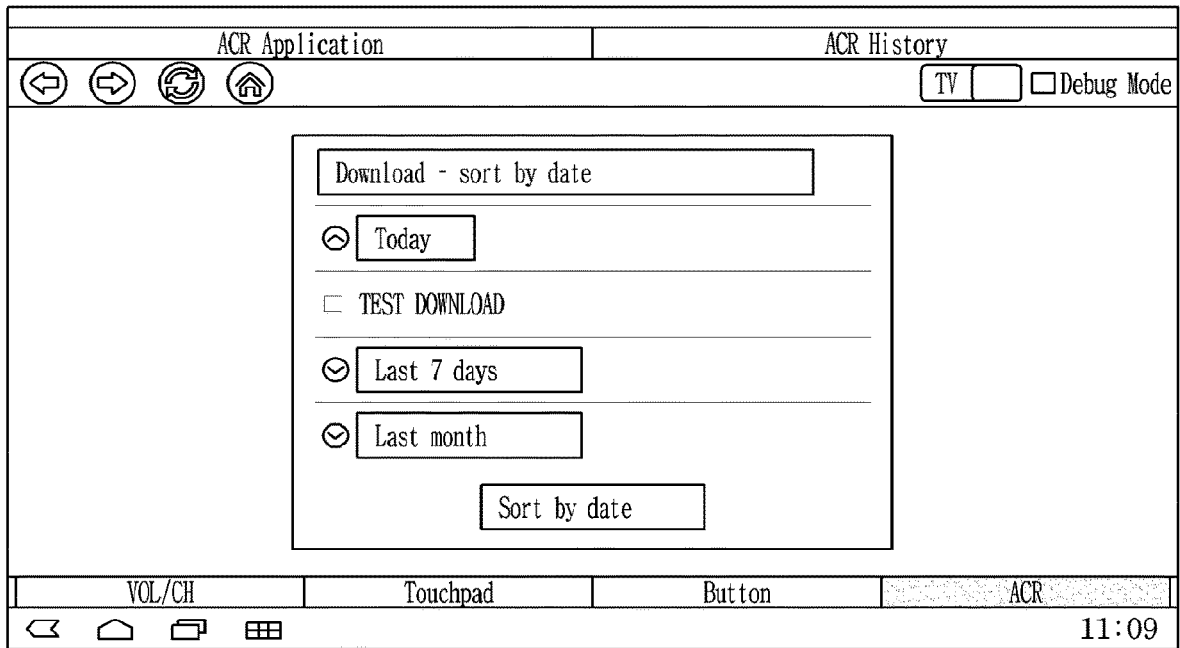 ACR Application ACR History
TV Debug Mode
Download - sort by date
Today
TEST DOWNLOAD
Last 7 days
Last month
Sort by date
VOL/CH Touchpad Button ACR
11:09